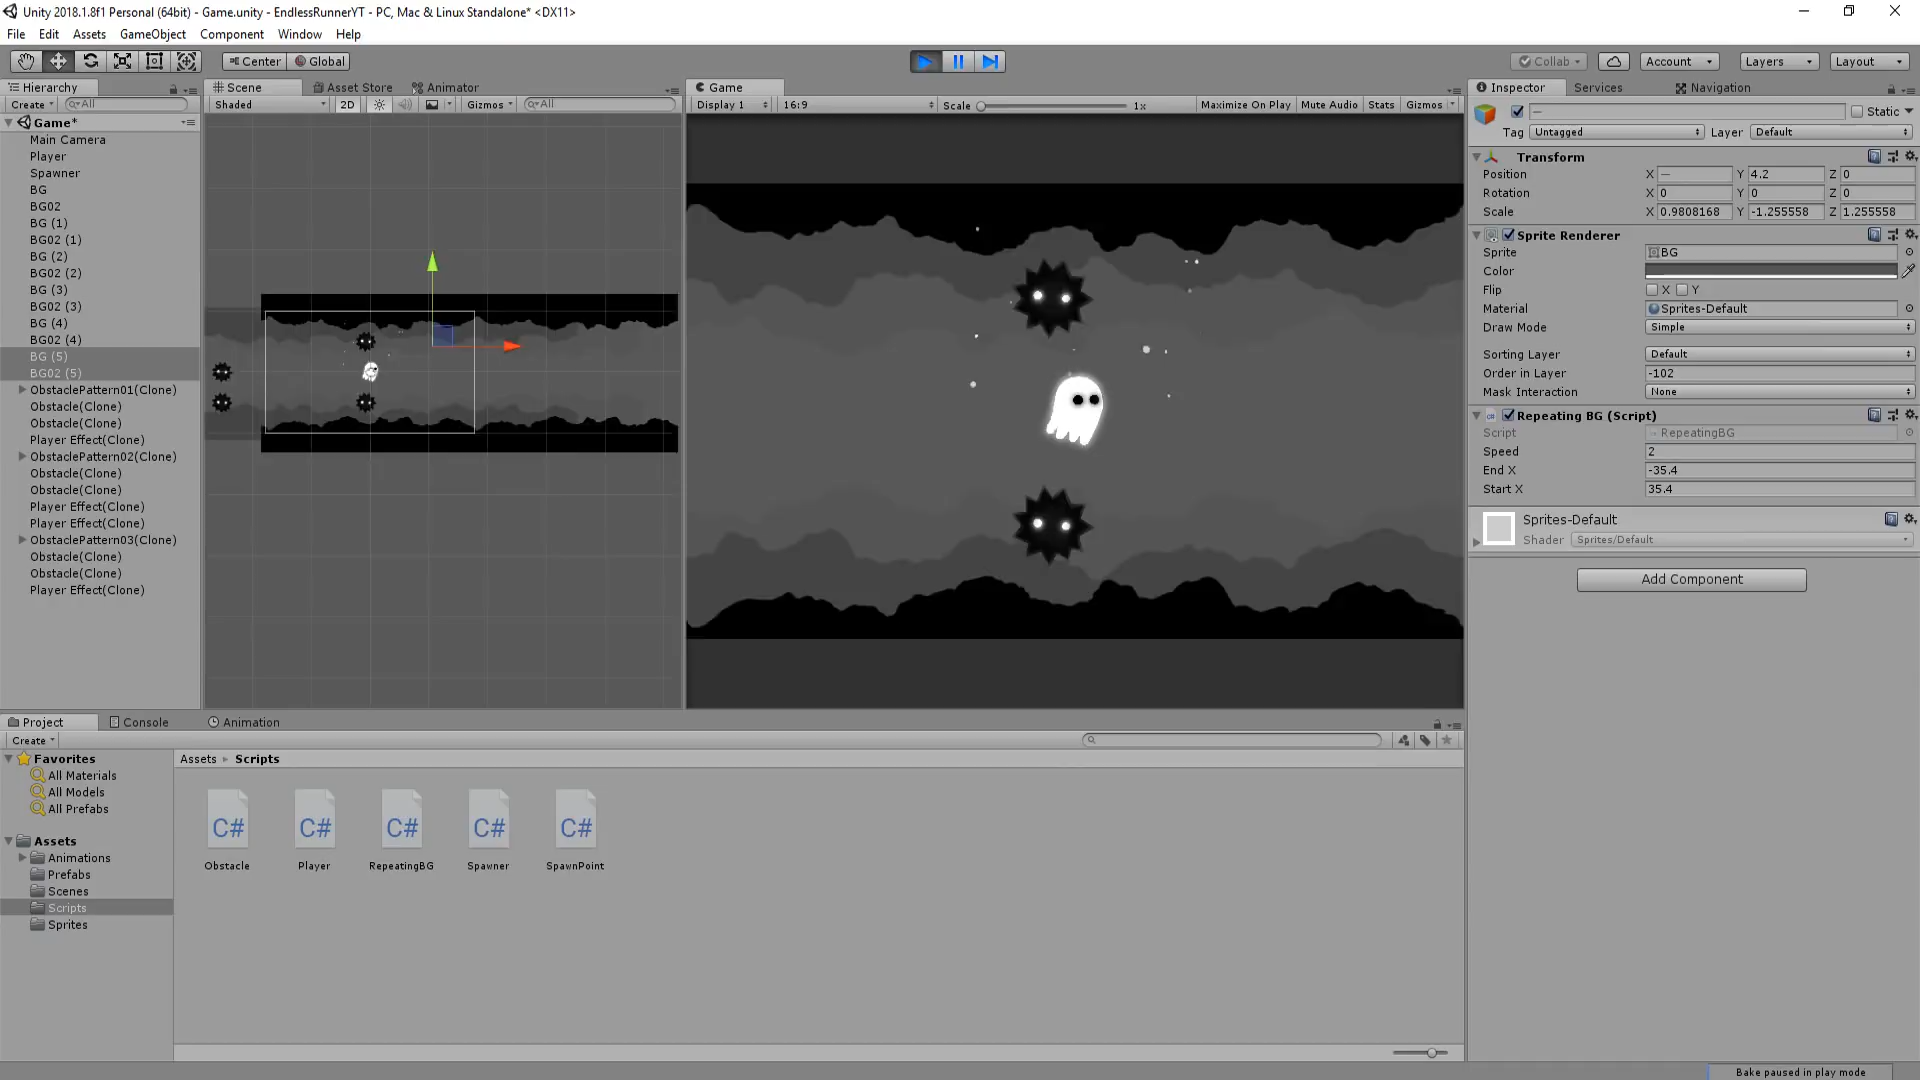 Unity 2018.1.8f1 Personal (64bit) - Game.unity - EndlessRunnerYT - PC, Mac & Linux Standalone* <DX11>
File Edit Assets GameObject Component Window Help
Center Global Collab Account Layers Layout
Hierarchy
Create All
Game*
Main Camera
Player
Spawner
BG
BG02
BG (1)
BG02 (1)
BG (2)
BG02 (2)
BG (3)
BG02 (3)
BG (4)
BG02 (4)
BG (5)
BG02 (5)
ObstaclePattern01(Clone)
Obstacle(Clone)
Obstacle(Clone)
Player Effect(Clone)
ObstaclePattern02(Clone)
Obstacle(Clone)
Obstacle(Clone)
Player Effect(Clone)
Player Effect(Clone)
ObstaclePattern03(Clone)
Obstacle(Clone)
Obstacle(Clone)
Player Effect(Clone)
Scene Asset Store Animator
Shaded 2D Gizmos All
Game
Display 1 16:9 Scale 1x Maximize On Play Mute Audio Stats Gizmos
Inspector Services Navigation
— Static
Tag Untagged Layer Default
Transform
Position X — Y 4.2 Z 0
Rotation X 0 Y 0 Z 0
Scale X 0.9808168 Y -1.255558 Z 1.255558
Sprite Renderer
Sprite BG
Color
Flip X Y
Material Sprites-Default
Draw Mode Simple
Sorting Layer Default
Order in Layer -102
Mask Interaction None
Repeating BG (Script)
Script RepeatingBG
Speed 2
End X -35.4
Start X 35.4
Sprites-Default
Shader Sprites/Default
Add Component
Project Console Animation
Create
Favorites
All Materials
All Models
All Prefabs
Assets
Animations
Prefabs
Scenes
Scripts
Sprites
Assets Scripts
C# C# C# C# C#
Obstacle Player RepeatingBG Spawner SpawnPoint
Bake paused in play mode